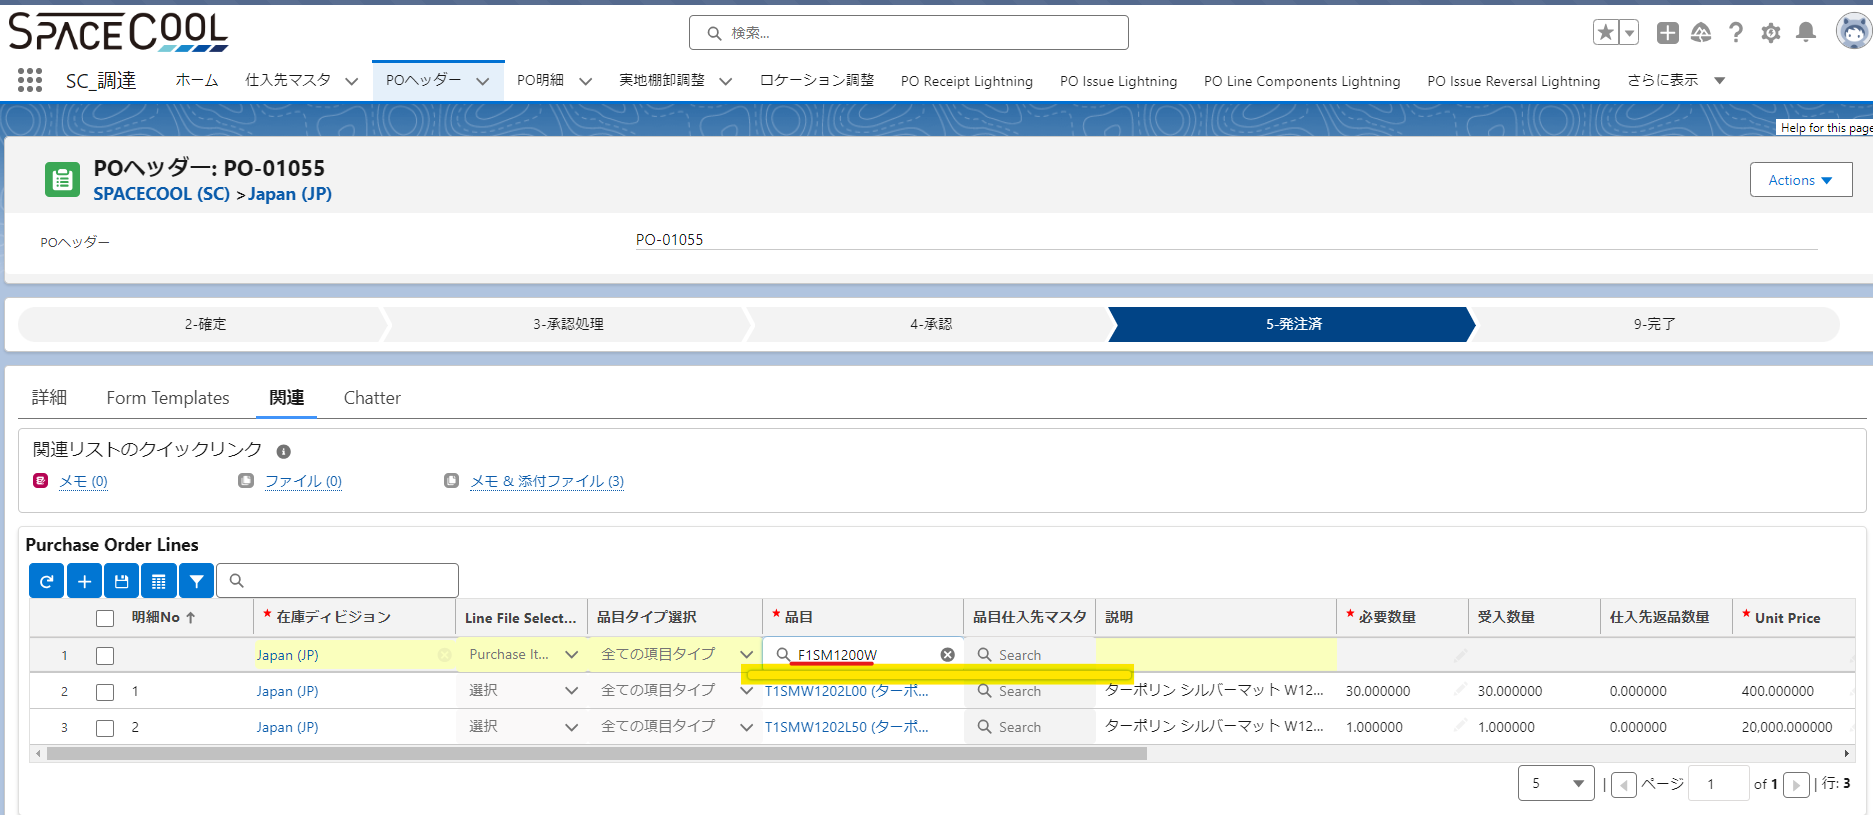 SPACECOOL
検索...
SC_調達
ホーム
仕入先マスタ
POヘッダー
PO明細
実地棚卸調整
ロケーション調整
PO Receipt Lightning
PO Issue Lightning
PO Line Components Lightning
PO Issue Reversal Lightning
さらに表示
Help for this page
POヘッダー: PO-01055
SPACECOOL (SC) >Japan (JP)
Actions
POヘッダー
PO-01055
2-確定
3-承認処理
4-承認
5-発注済
9-完了
詳細
Form Templates
関連
Chatter
関連リストのクイックリンク
メモ (0)
ファイル (0)
メモ & 添付ファイル (3)
Purchase Order Lines
明細No ↑
* 在庫ディビジョン
Line File Select...
品目タイプ選択
* 品目
品目仕入先マスタ
説明
* 必要数量
受入数量
仕入先返品数量
* Unit Price
1
Japan (JP)
Purchase It...
全ての項目タイプ
F1SM1200W
Search
2
1
Japan (JP)
選択
全ての項目タイプ
T1SMW1202L00 (ターポ...
Search
ターポリン シルバーマット W12...
30.000000
30.000000
0.000000
400.000000
3
2
Japan (JP)
選択
全ての項目タイプ
T1SMW1202L50 (ターポ...
Search
ターポリン シルバーマット W12...
1.000000
1.000000
0.000000
20,000.000000
5
| ページ 1 of 1 | 行: 3